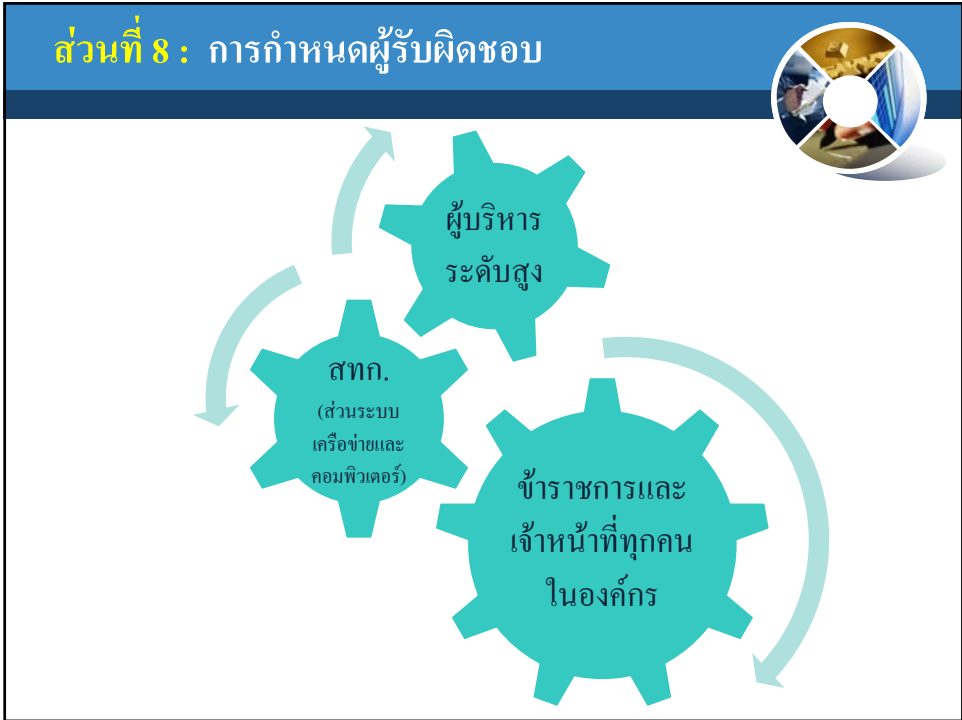 ส่วนที่ 8 : การกำหนดผู้รับผิดชอบ
ผู้บริหาร
ระดับสูง
สทก.
(ส่วนระบบ
เครือข่ายและ
คอมพิวเตอร์)
ข้าราชการและ
เจ้าหน้าที่ทุกคน
ในองค์กร